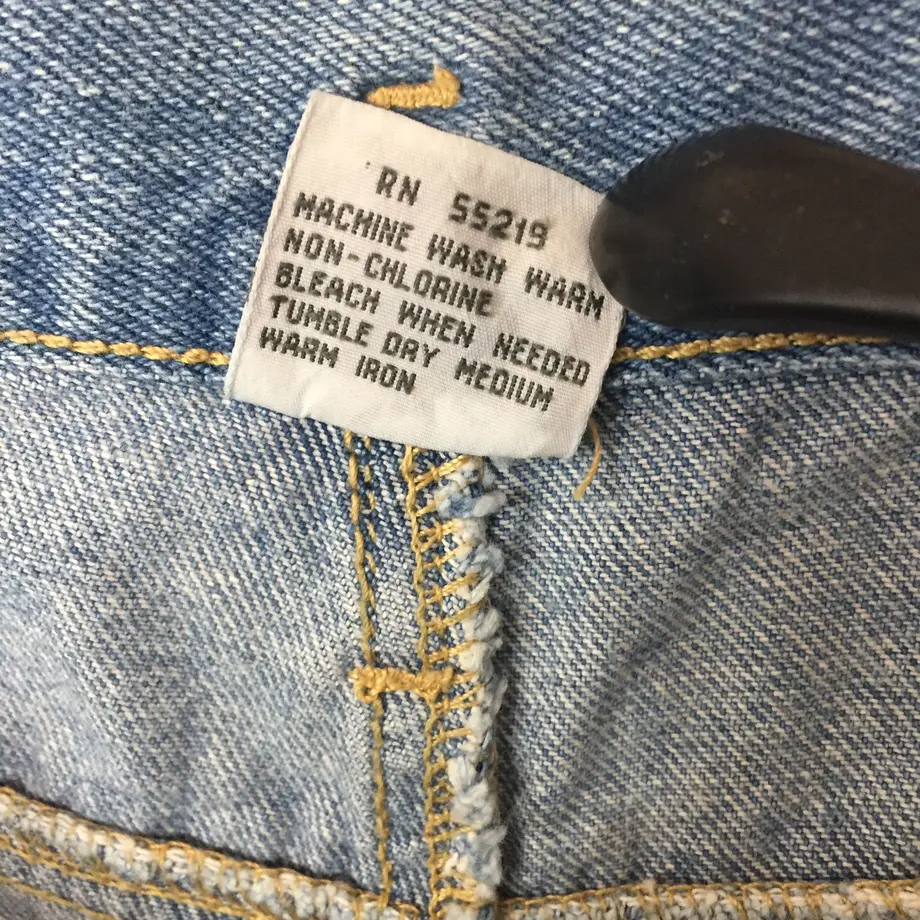 RN 55219
MACHINE WASH WARM
NON-CHLORINE
BLEACH WHEN NEEDED
TUMBLE DRY MEDIUM
WARM IRON